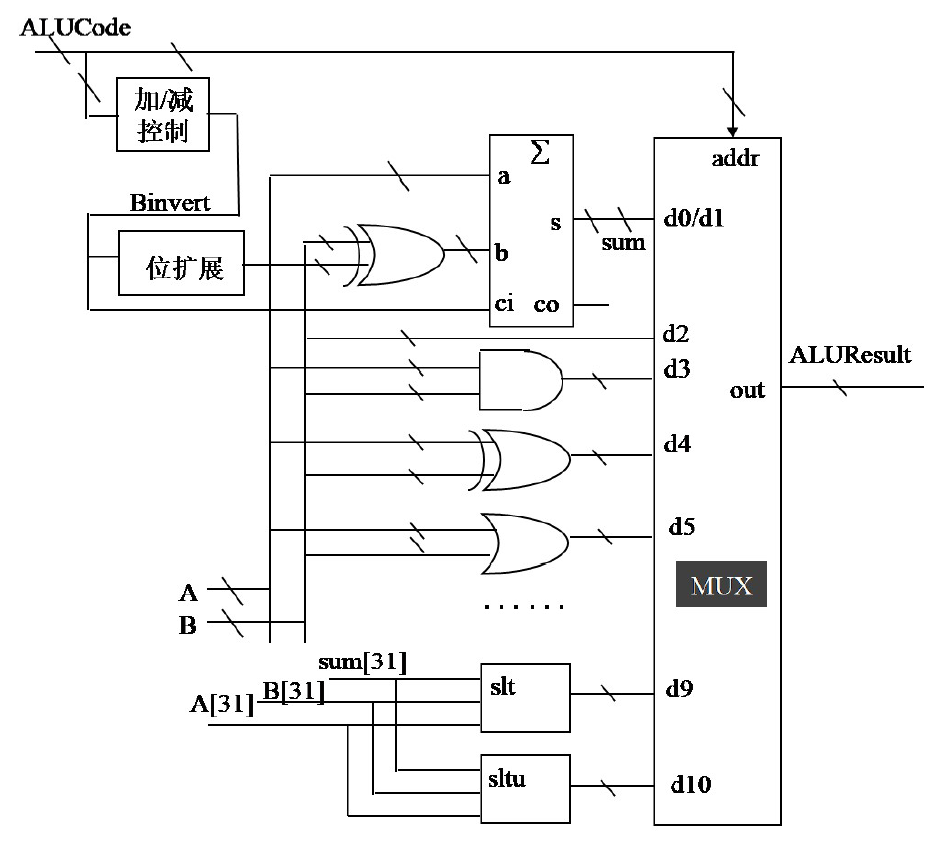 ALUCode
加/减
控制
Binvert
位扩展
Σ
a
s
b
ci
co
sum
addr
d0/d1
d2
d3
out
ALUResult
d4
d5
MUX
A
B
......
sum[31]
B[31]
A[31]
slt
d9
sltu
d10